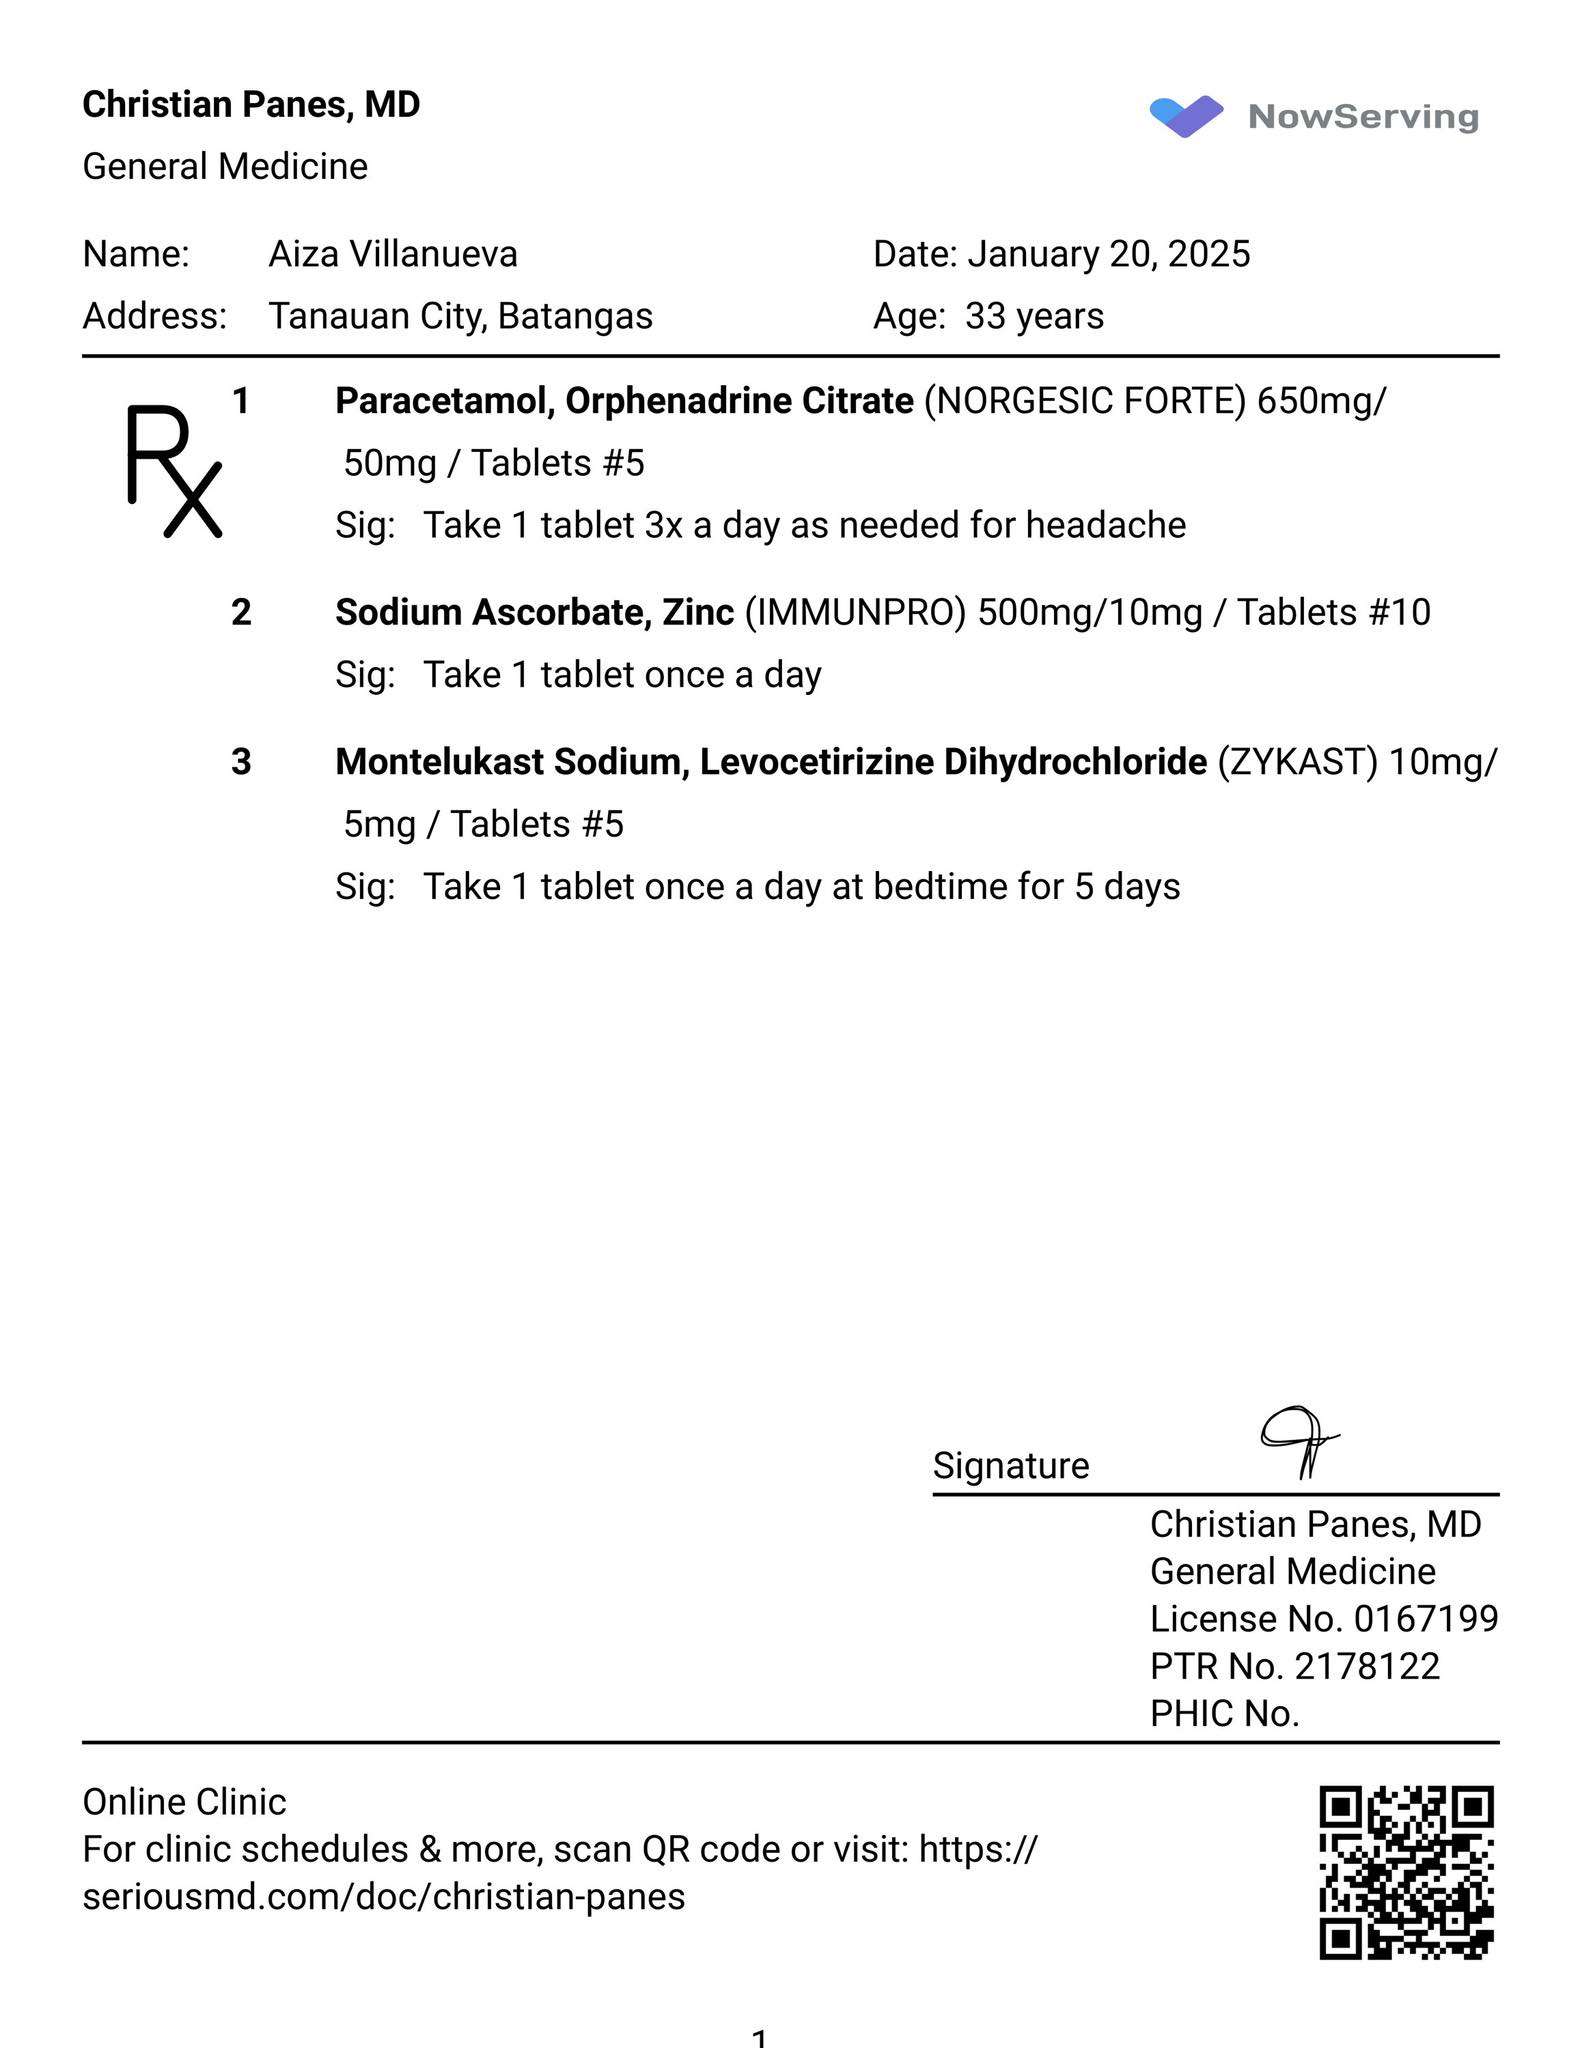 Christian Panes, MD
NowServing
General Medicine
Name: Aiza Villanueva Date: January 20, 2025
Address: Tanauan City, Batangas Age: 33 years
Rx
1 Paracetamol, Orphenadrine Citrate (NORGESIC FORTE) 650mg/
50mg / Tablets #5
Sig: Take 1 tablet 3x a day as needed for headache
2 Sodium Ascorbate, Zinc (IMMUNPRO) 500mg/10mg / Tablets #10
Sig: Take 1 tablet once a day
3 Montelukast Sodium, Levocetirizine Dihydrochloride (ZYKAST) 10mg/
5mg / Tablets #5
Sig: Take 1 tablet once a day at bedtime for 5 days
Signature
Christian Panes, MD
General Medicine
License No. 0167199
PTR No. 2178122
PHIC No.
Online Clinic
For clinic schedules & more, scan QR code or visit: https://
seriousmd.com/doc/christian-panes
1